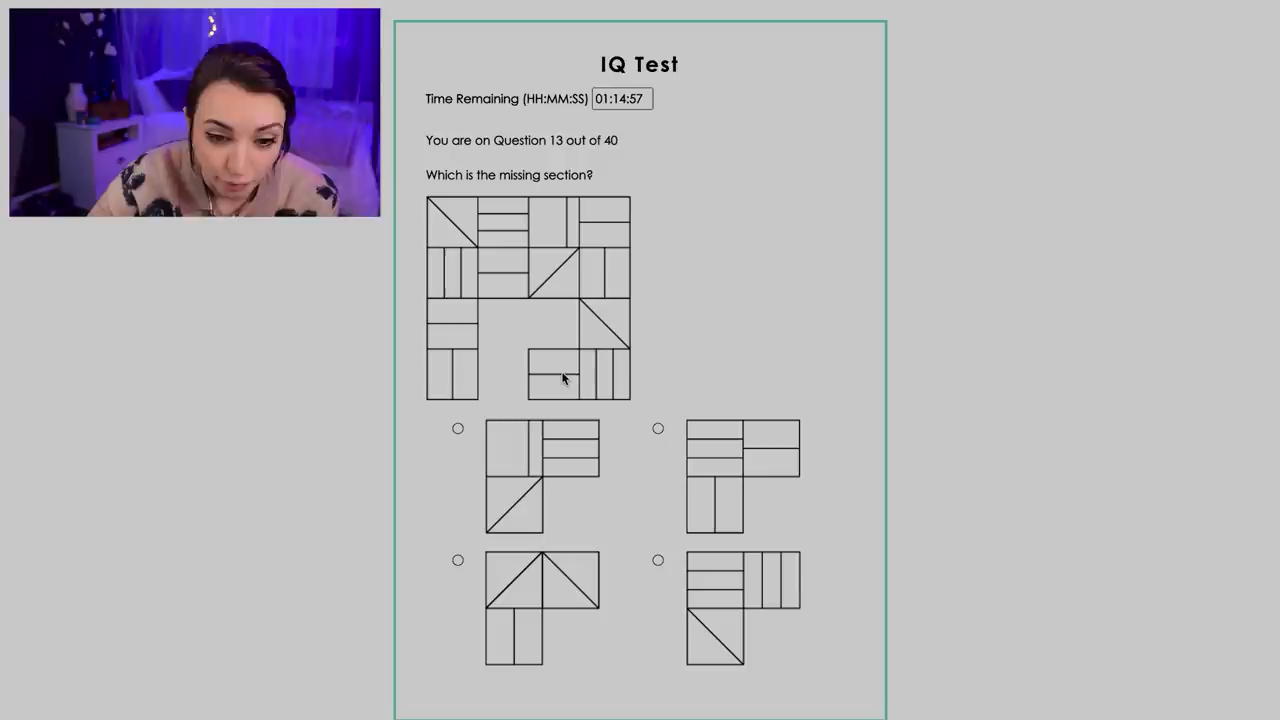 IQ Test
Time Remaining (HH:MM:SS) 01:14:57
You are on Question 13 out of 40
Which is the missing section?